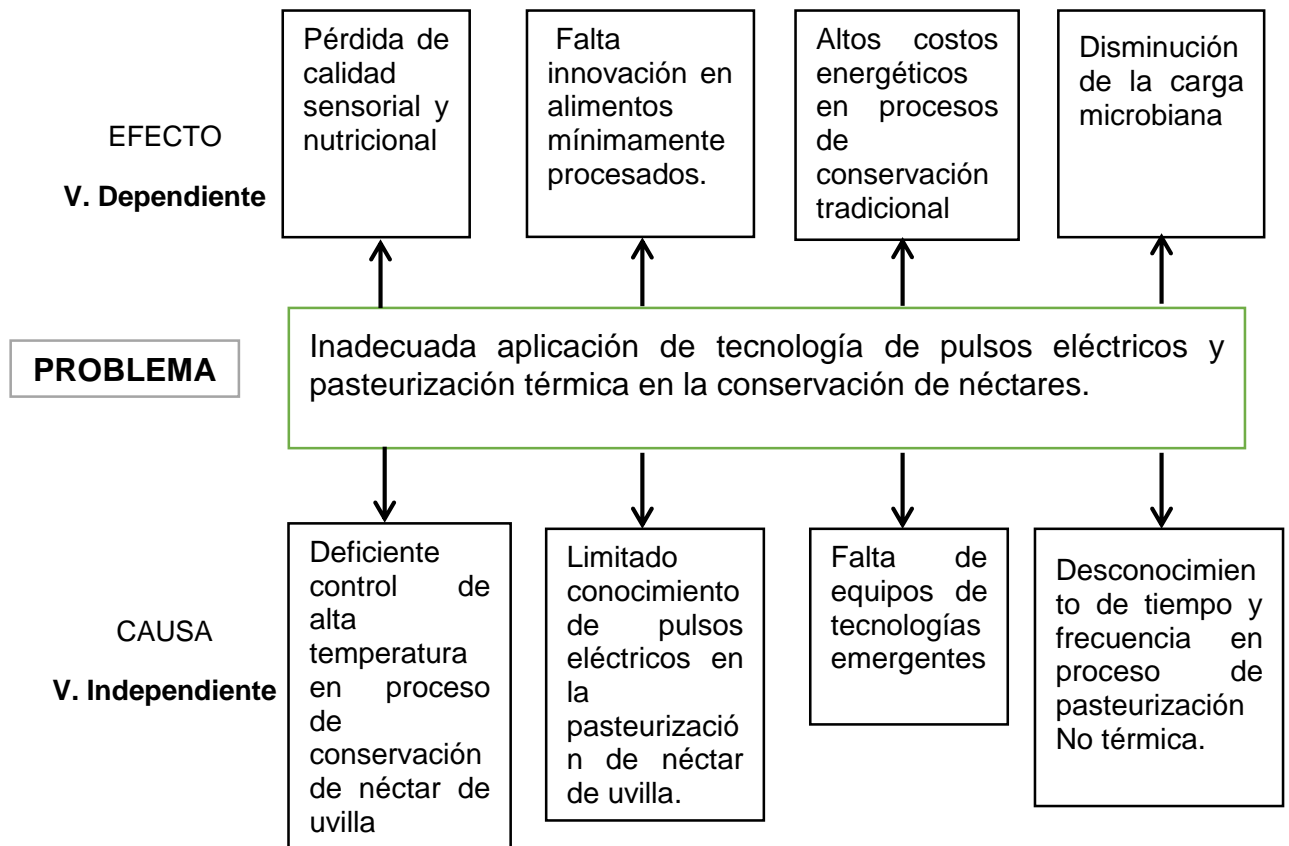 Pérdida de
calidad
sensorial y
nutricional
Falta
innovación en
alimentos
mínimamente
procesados.
Altos costos
energéticos
en procesos
de
conservación
tradicional
Disminución
de la carga
microbiana
EFECTO
V. Dependiente
PROBLEMA
Inadecuada aplicación de tecnología de pulsos eléctricos y
pasteurización térmica en la conservación de néctares.
CAUSA
V. Independiente
Deficiente
control de
alta
temperatura
en proceso
de
conservación
de néctar de
uvilla
Limitado
conocimiento
de pulsos
eléctricos en
la
pasteurizació
n de néctar
de uvilla.
Falta de
equipos de
tecnologías
emergentes
Desconocimien
to de tiempo y
frecuencia en
proceso de
pasteurización
No térmica.